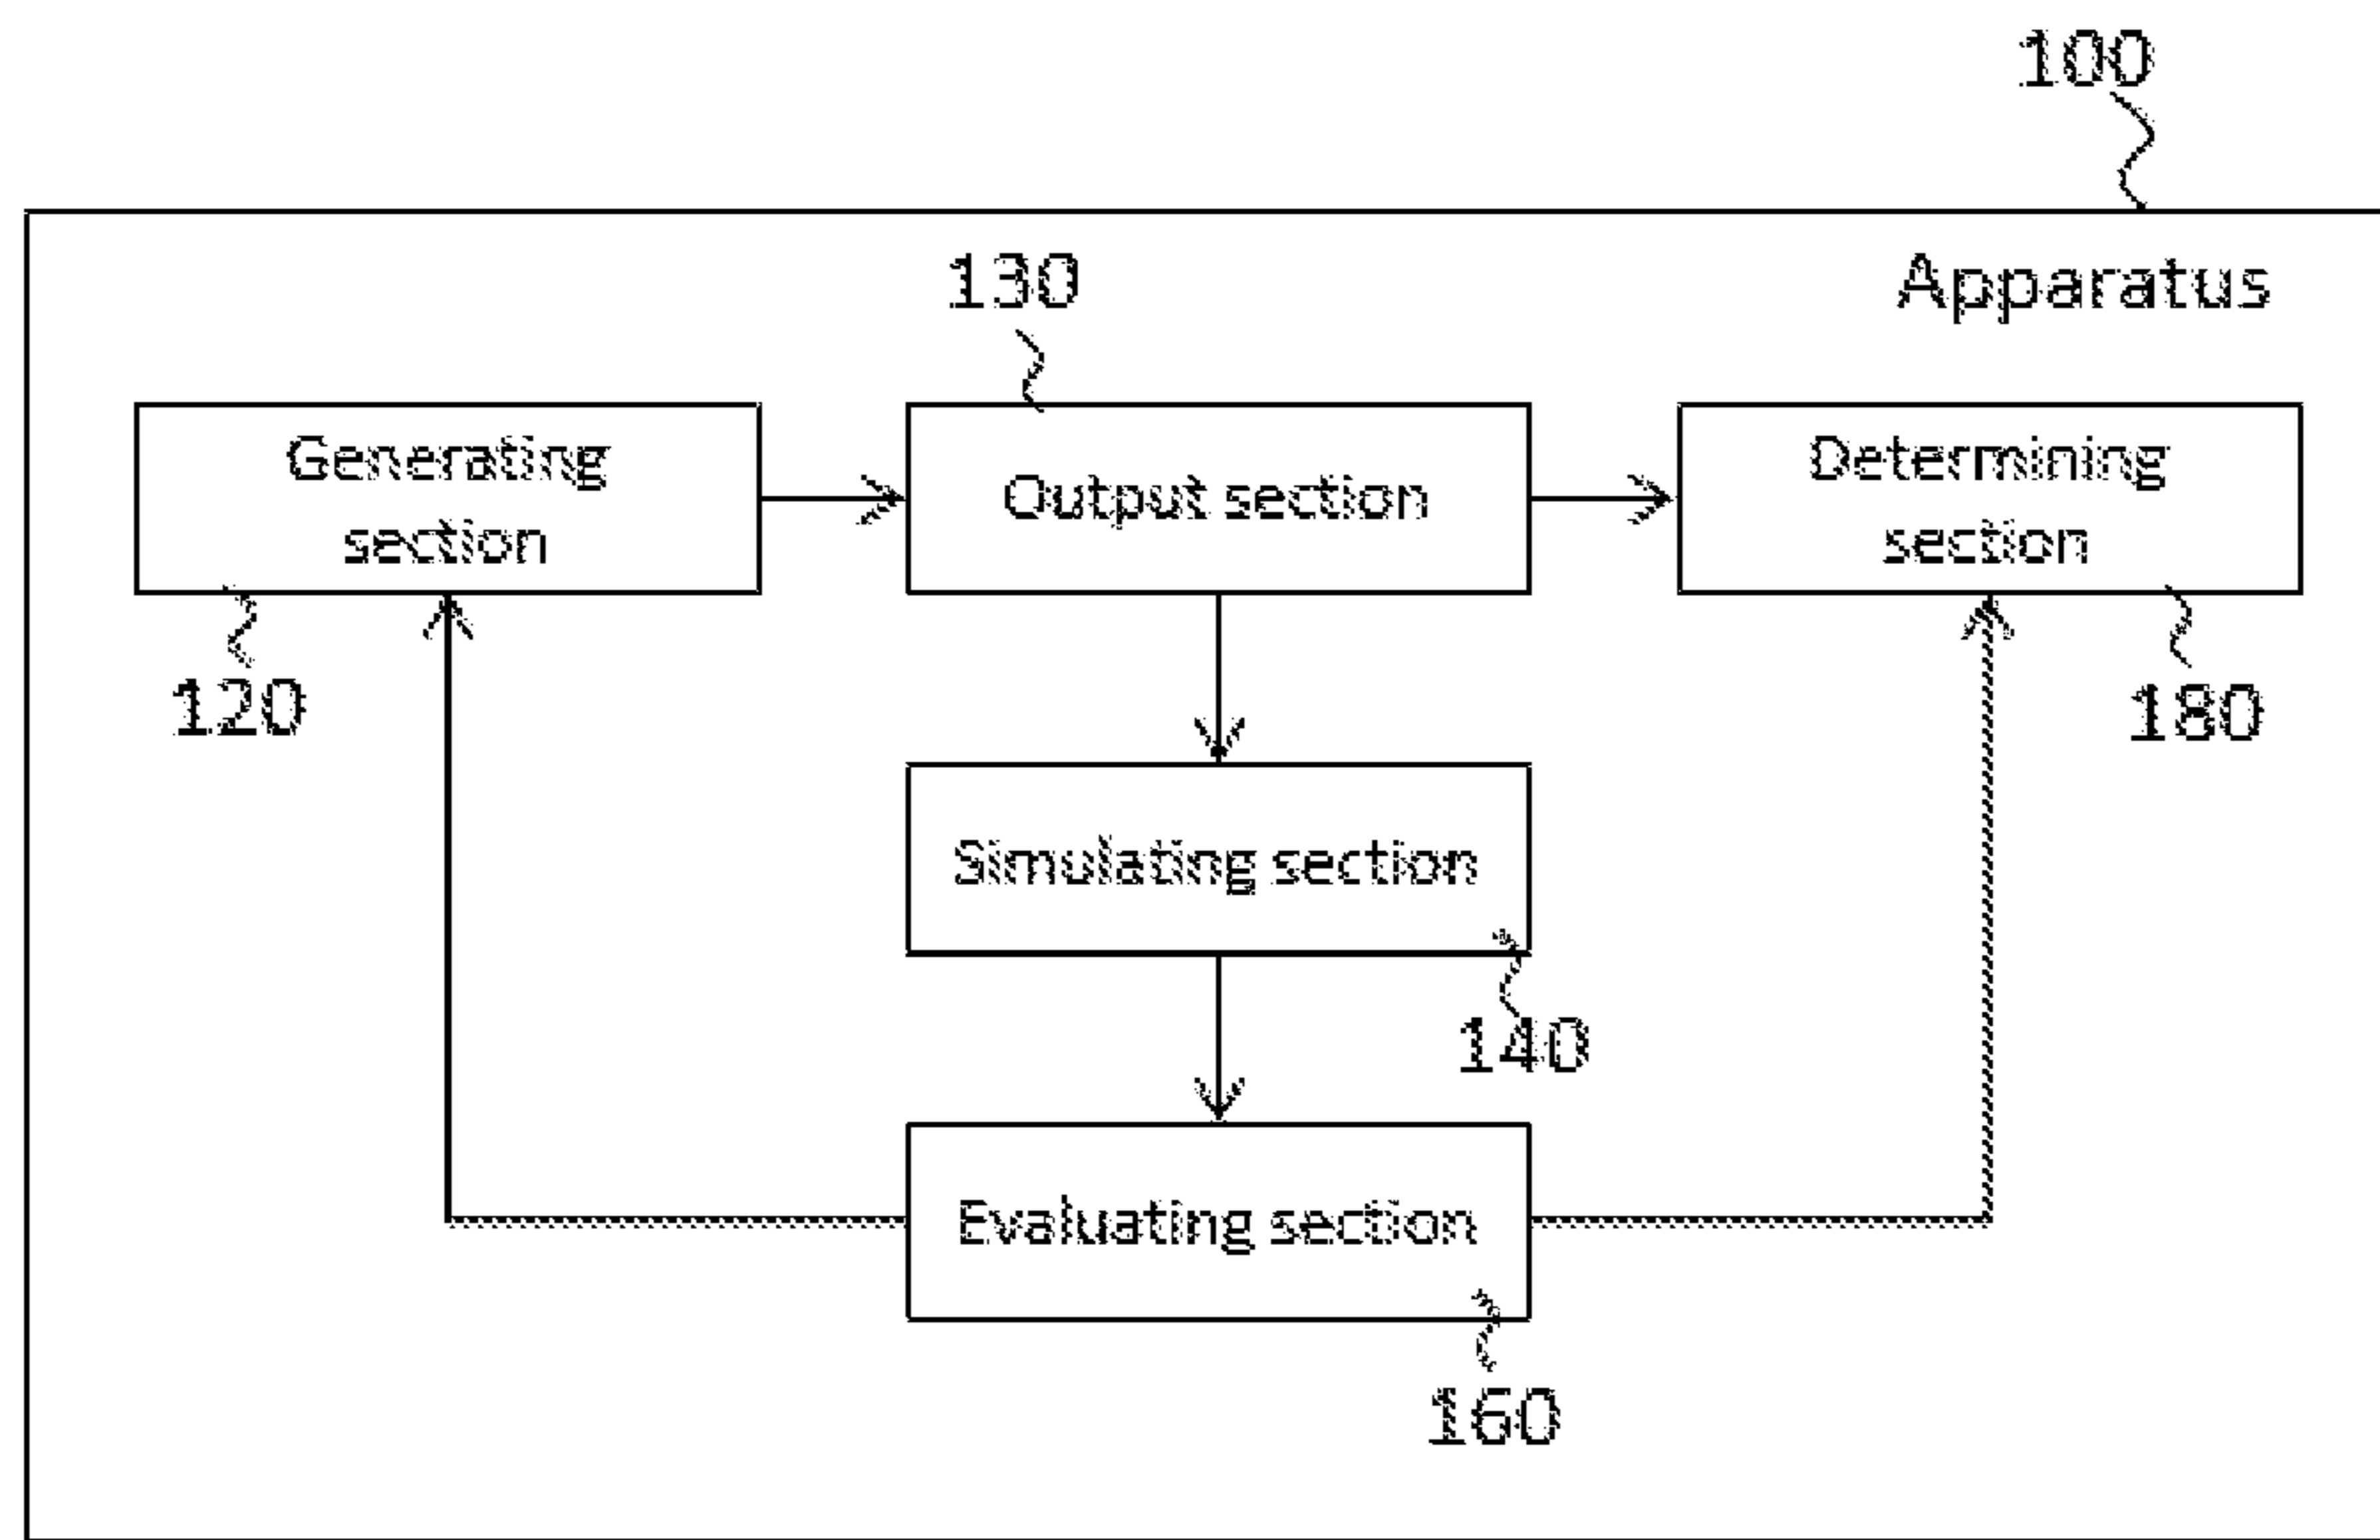 100
Apparatus
130
Generating
section
Output section
Determining
section
120
180
Simulating section
140
Evaluating section
160